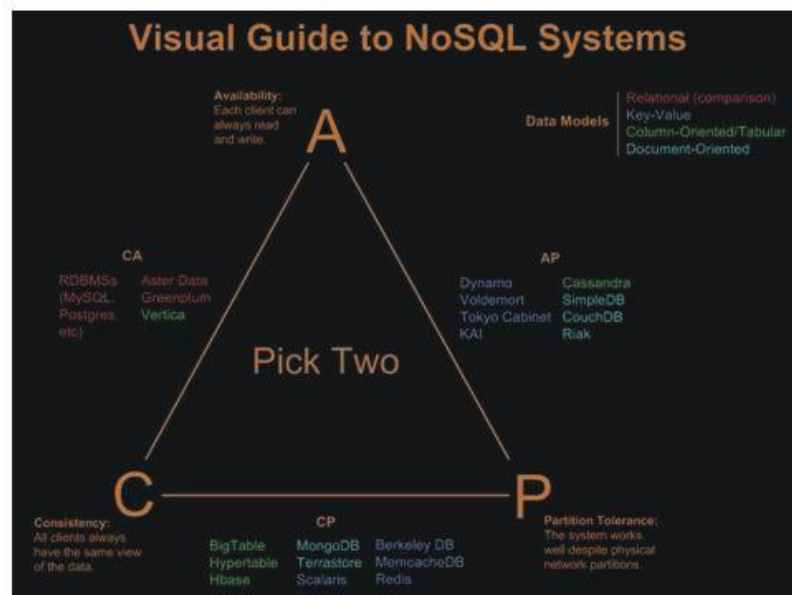 Visual Guide to NoSQL Systems
Availability:
Each client can
always read
and write.
A
Data Models
Relational (comparison)
Key-Value
Column-Oriented/Tabular
Document-Oriented
CA
RDBMSs
(MySQL,
Postgres,
etc)
Aster Data
Greenplum
Vertica
AP
Dynamo
Voldemort
Tokyo Cabinet
KAI
Cassandra
SimpleDB
CouchDB
Riak
Pick Two
C
Consistency:
All clients always
have the same view
of the data.
CP
BigTable
Hypertable
Hbase
MongoDB
Terrastore
Scalaris
Berkeley DB
MemcacheDB
Redis
P
Partition Tolerance:
The system works
well despite physical
network partitions.